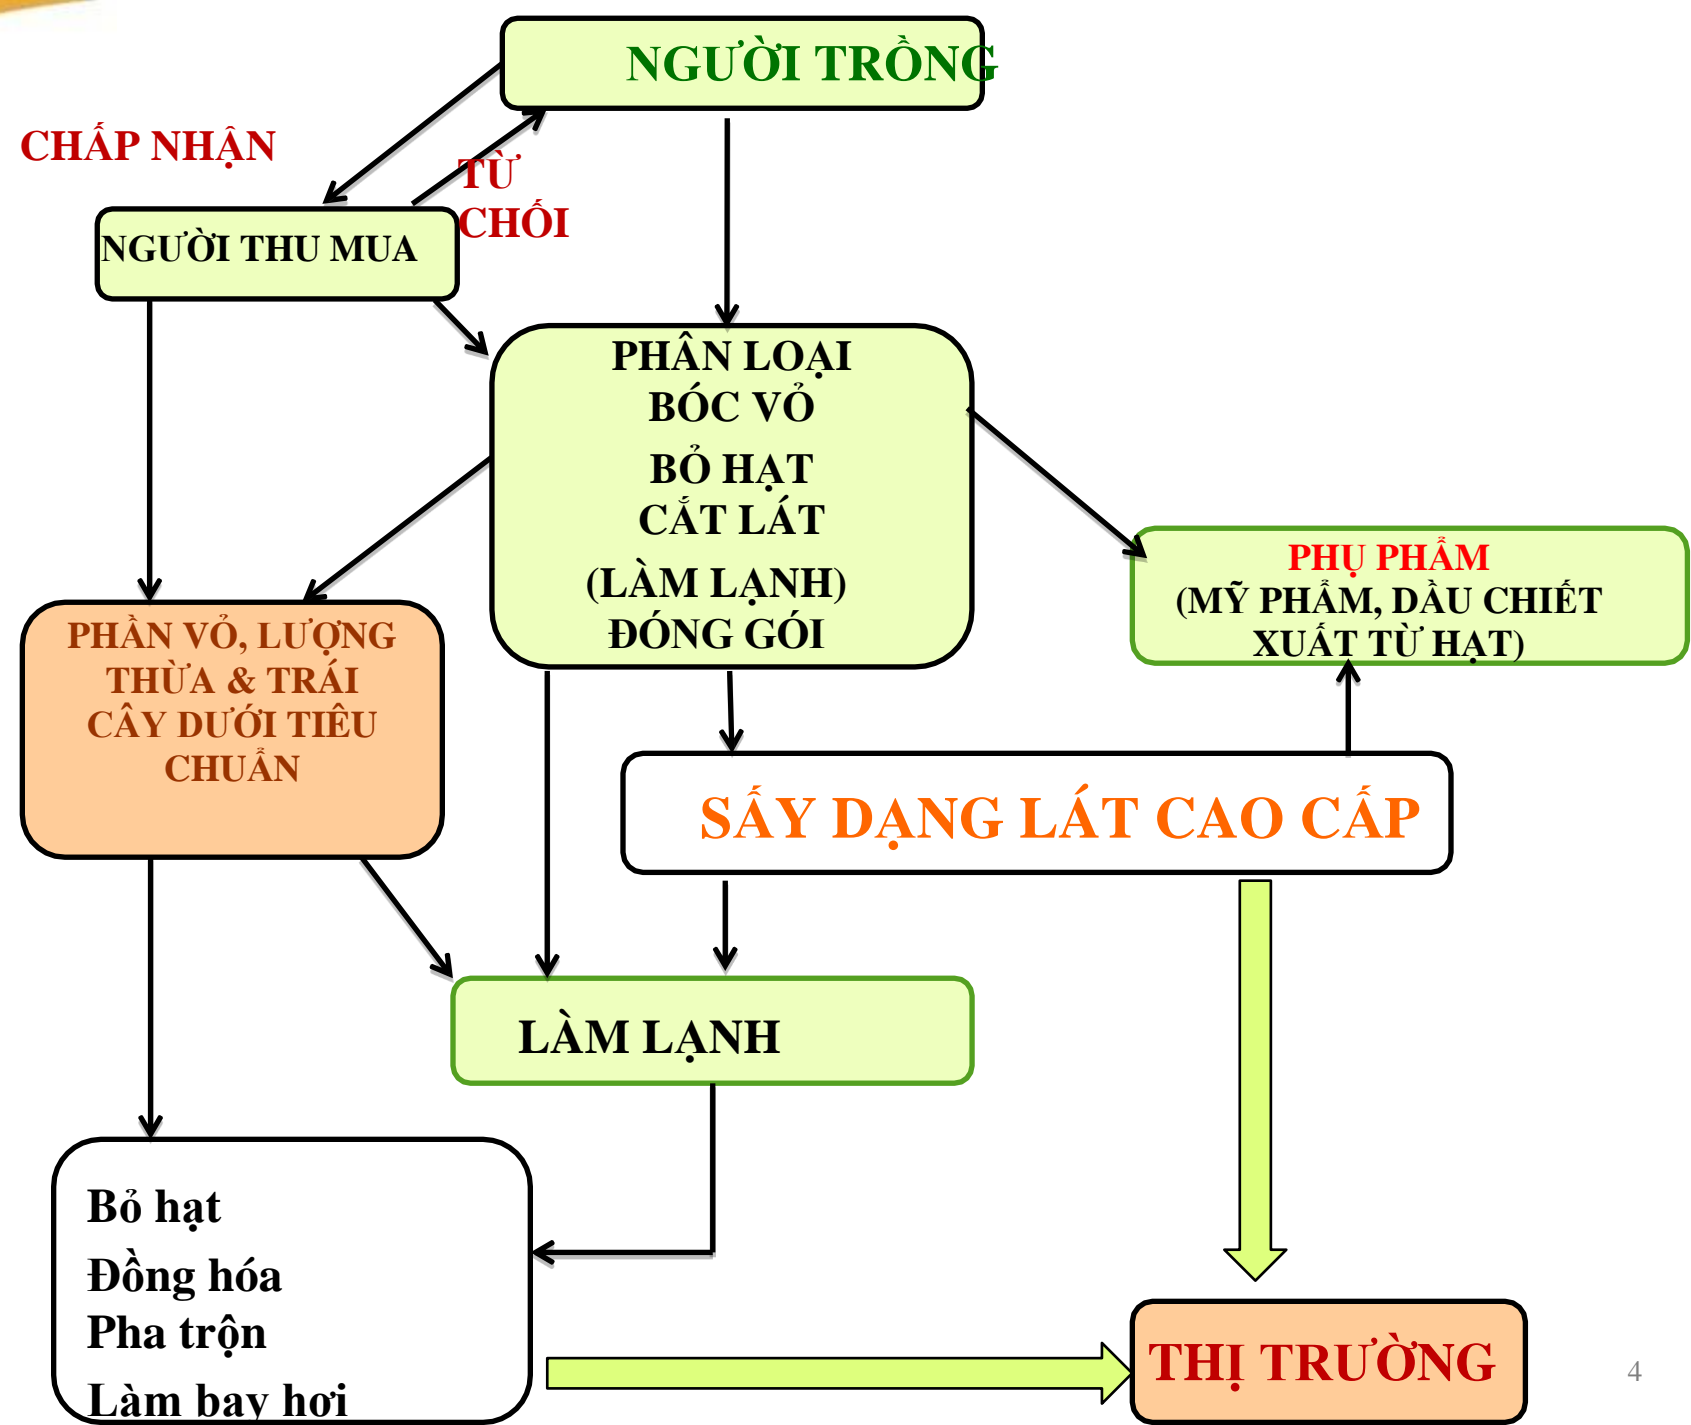 NGƯỜI TRỒNG
CHẤP NHẬN
TỪ
CHỐI
NGƯỜI THU MUA
PHÂN LOẠI
BÓC VỎ
BỎ HẠT
CẮT LÁT
(LÀM LẠNH)
ĐÓNG GÓI
PHỤ PHẨM
(MỸ PHẨM, DẦU CHIẾT
XUẤT TỪ HẠT)
PHẦN VỎ, LƯỢNG
THỪA & TRÁI
CÂY DƯỚI TIÊU
CHUẨN
SẤY DẠNG LÁT CAO CẤP
LÀM LẠNH
Bỏ hạt
Đồng hóa
Pha trộn
Làm bay hơi
THỊ TRƯỜNG
4